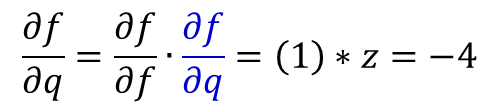 ∂f/∂q = ∂f/∂f · ∂f/∂q = (1) ∗ z = −4